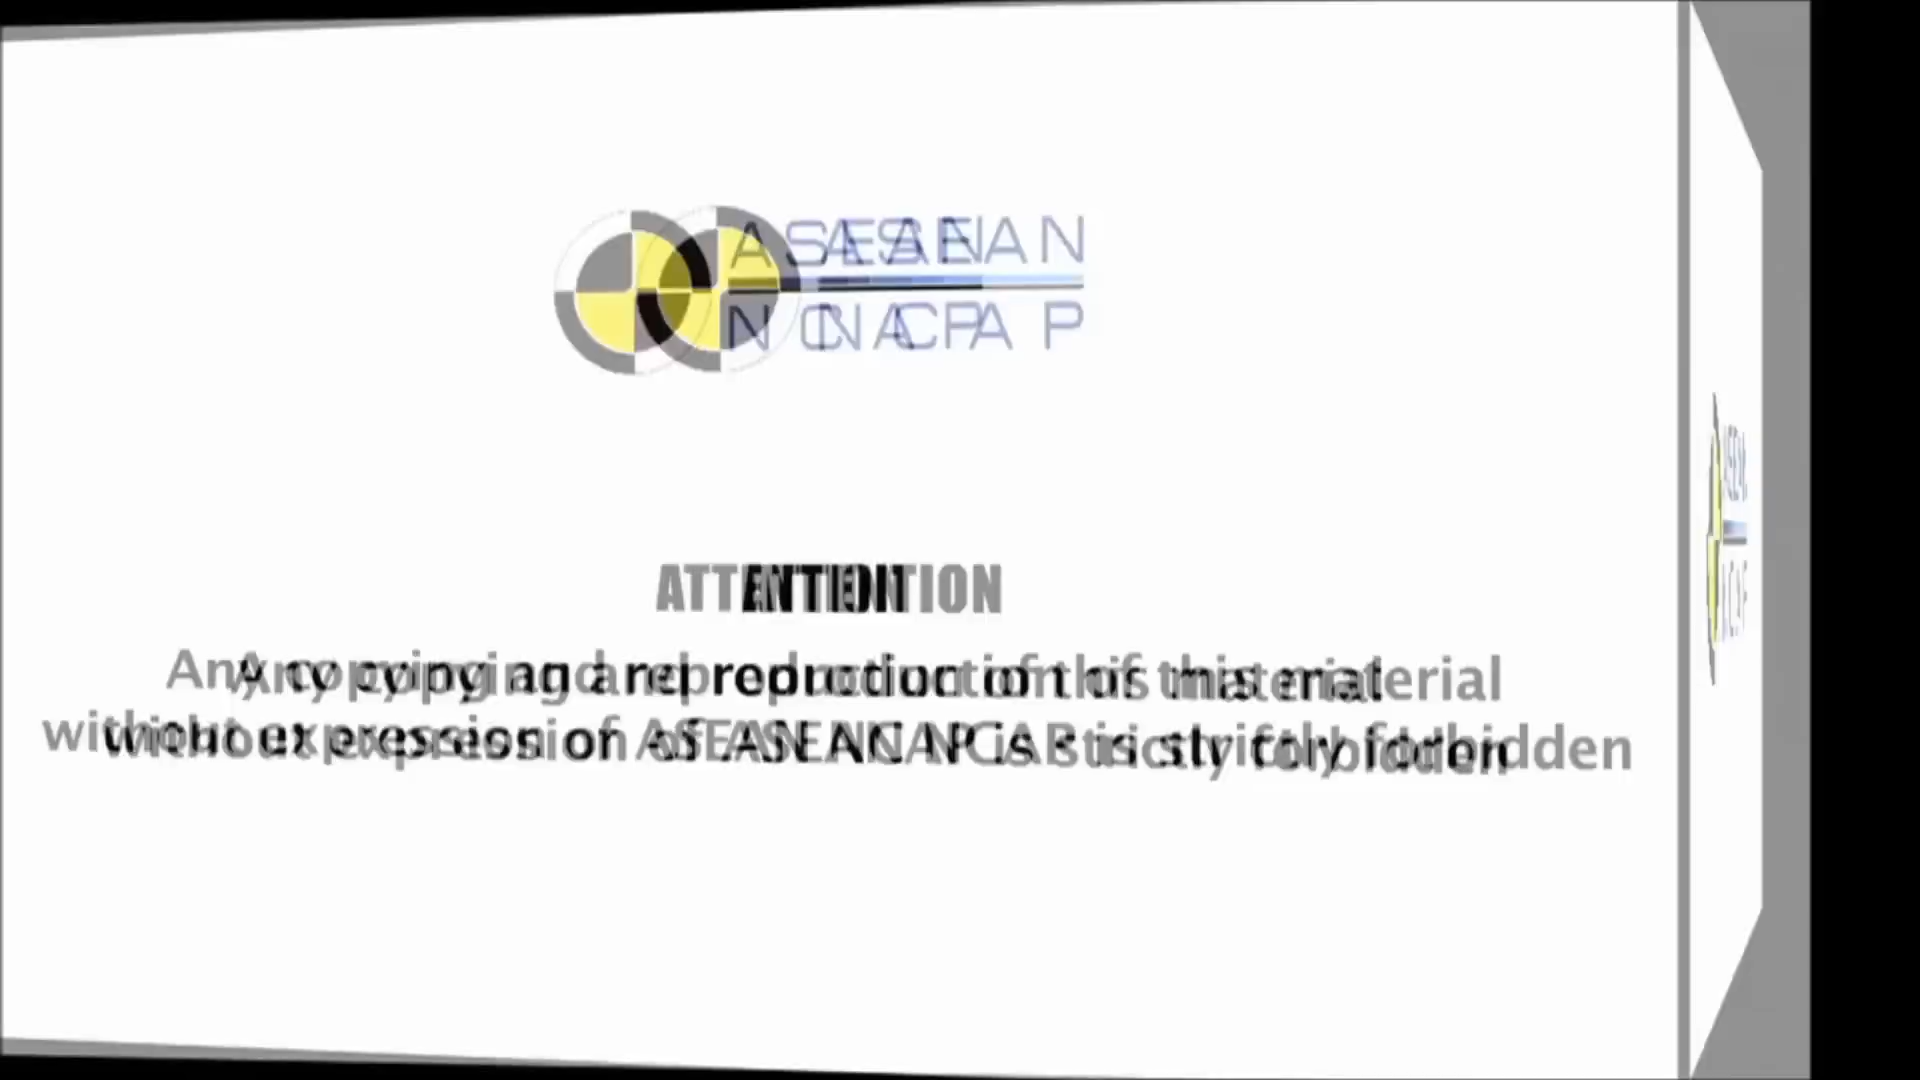 ASEAN
NCAP
ATTENTION
Any copying and reproduction of this material
without expression of ASEAN NCAP is strictly forbidden